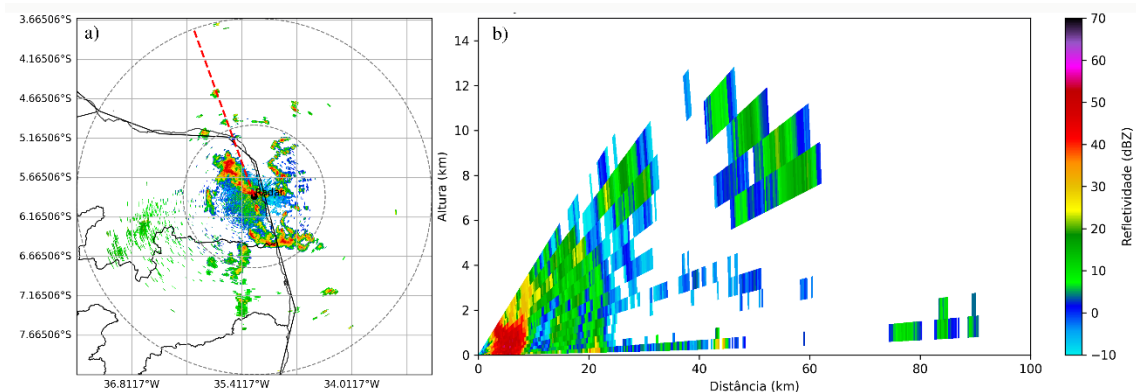 a)
3.66506°S
4.16506°S
4.66506°S
5.16506°S
5.66506°S
6.16506°S
6.66506°S
7.16506°S
7.66506°S
36.8117°W
35.4117°W
34.0117°W
Radar
b)
Altura (km)
14
12
10
8
6
4
2
0
0
20
40
60
80
100
Distância (km)
70
60
50
40
30
20
10
0
−10
Refletividade (dBZ)